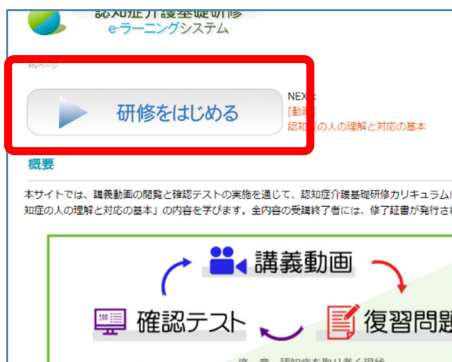 認知症介護基礎研修
e-ラーニングシステム
Myページ
研修をはじめる
NEXT:
[動画]
認知症の人の理解と対応の基本
概要
本サイトでは、講義動画の閲覧と確認テストの実施を通じて、認知症介護基礎研修カリキュラム
知症の人の理解と対応の基本」の内容を学びます。全内容の受講終了者には、修了証書が発行さ
講義動画
確認テスト
復習問題